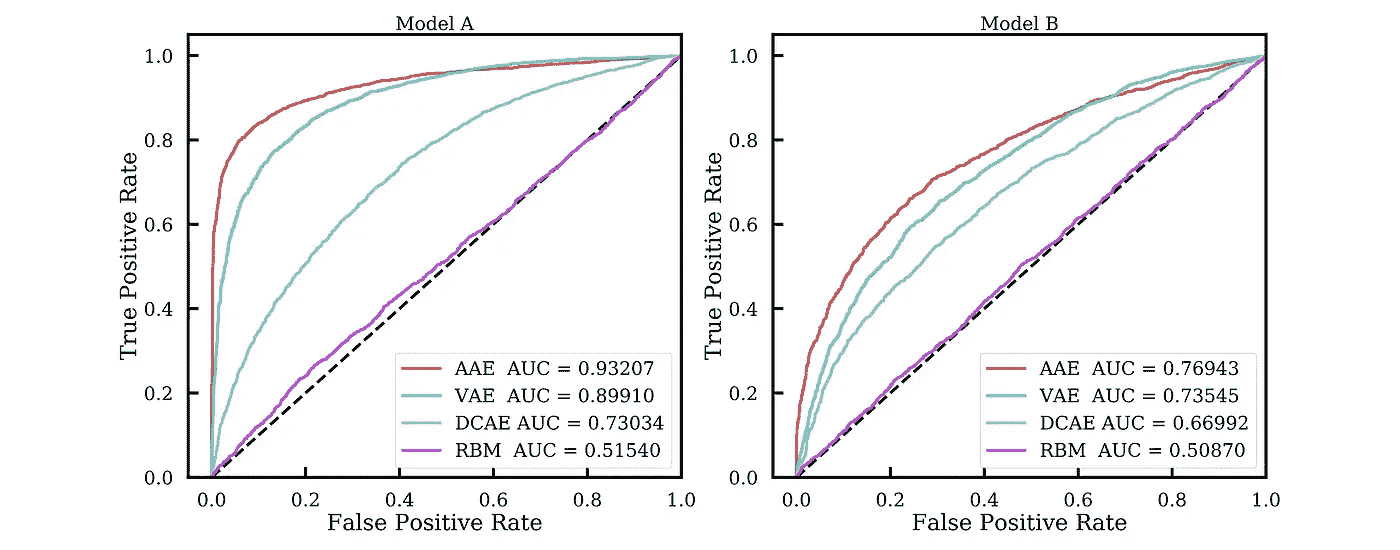 Model A
1.0
0.8
0.6
0.4
0.2
0.0
True Positive Rate
AAE AUC = 0.93207
VAE AUC = 0.89910
DCAE AUC = 0.73034
RBM AUC = 0.51540
0.0 0.2 0.4 0.6 0.8 1.0
False Positive Rate
Model B
1.0
0.8
0.6
0.4
0.2
0.0
True Positive Rate
AAE AUC = 0.76943
VAE AUC = 0.73545
DCAE AUC = 0.66992
RBM AUC = 0.50870
0.0 0.2 0.4 0.6 0.8 1.0
False Positive Rate